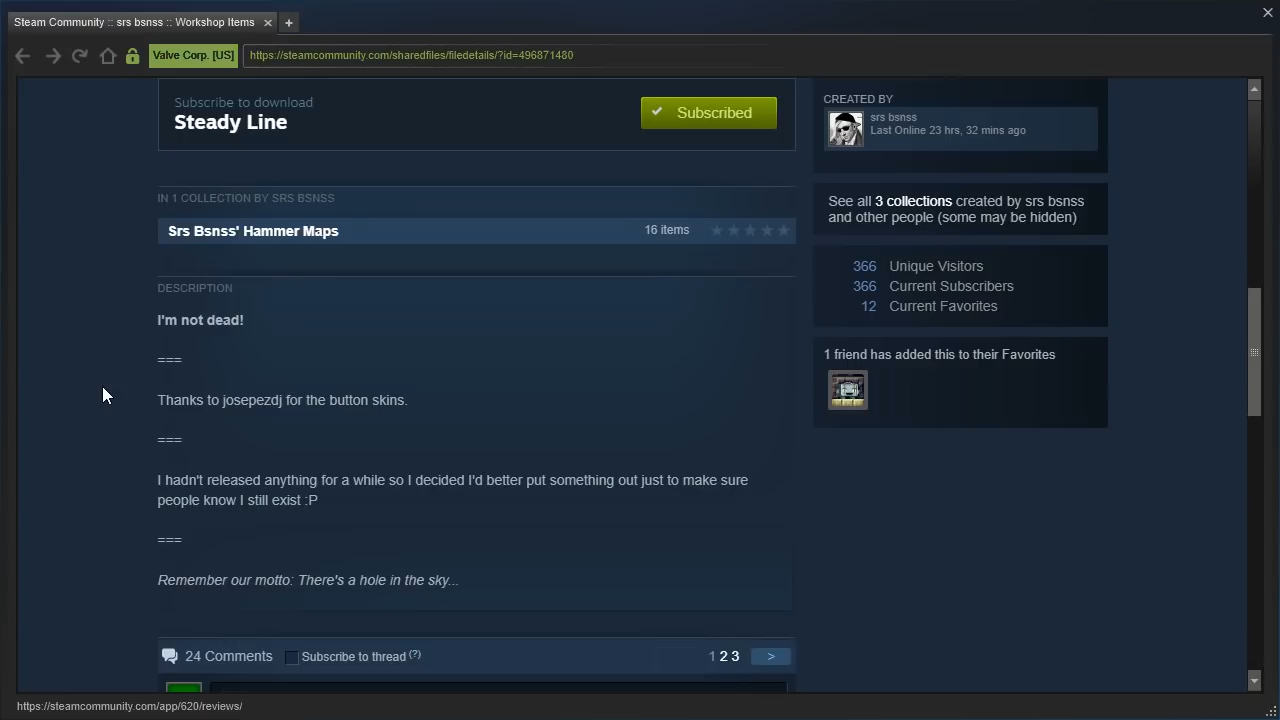 Steam Community :: srs bsnss :: Workshop Items
Valve Corp. [US]
https://steamcommunity.com/sharedfiles/filedetails/?id=496871480
Subscribe to download
Steady Line
Subscribed
CREATED BY
srs bsnss
Last Online 23 hrs, 32 mins ago
IN 1 COLLECTION BY SRS BSNSS
Srs Bsnss' Hammer Maps 16 items
See all 3 collections created by srs bsnss
and other people (some may be hidden)
366 Unique Visitors
366 Current Subscribers
12 Current Favorites
1 friend has added this to their Favorites
DESCRIPTION
I'm not dead!
===
Thanks to josepezdj for the button skins.
===
I hadn't released anything for a while so I decided I'd better put something out just to make sure
people know I still exist :P
===
Remember our motto: There's a hole in the sky...
24 Comments Subscribe to thread (?) 1 2 3 >
https://steamcommunity.com/app/620/reviews/